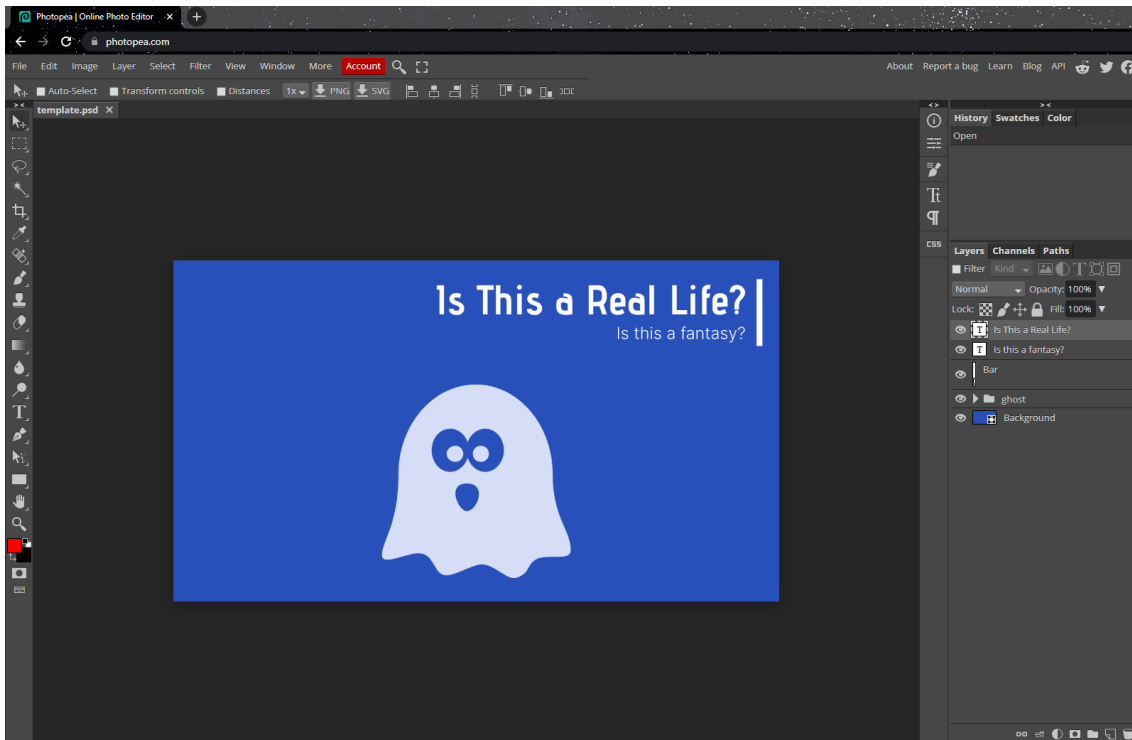 Photopea | Online Photo Editor
photopea.com
File Edit Image Layer Select Filter View Window More Account
About Report a bug Learn Blog API
Auto-Select Transform controls Distances 1x PNG SVG
template.psd
History Swatches Color
Open
CSS
Layers Channels Paths
Filter Kind
Normal Opacity: 100%
Lock: Fill: 100%
Is This a Real Life?
Is this a fantasy?
Bar
ghost
Background
Is This a Real Life?
Is this a fantasy?
eff